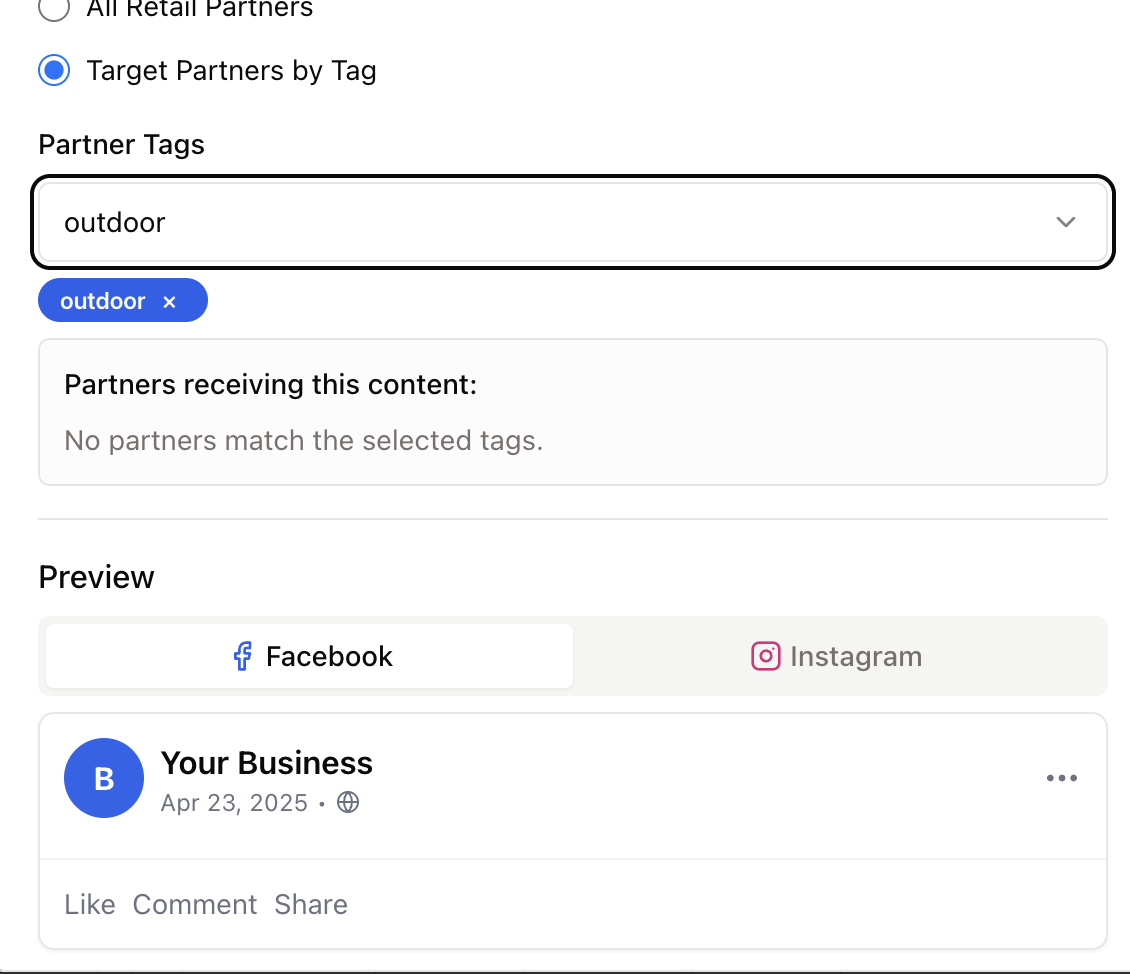 All Retail Partners
Target Partners by Tag
Partner Tags
outdoor
outdoor ×
Partners receiving this content:
No partners match the selected tags.
Preview
Facebook
Instagram
B
Your Business
Apr 23, 2025 •
Like Comment Share